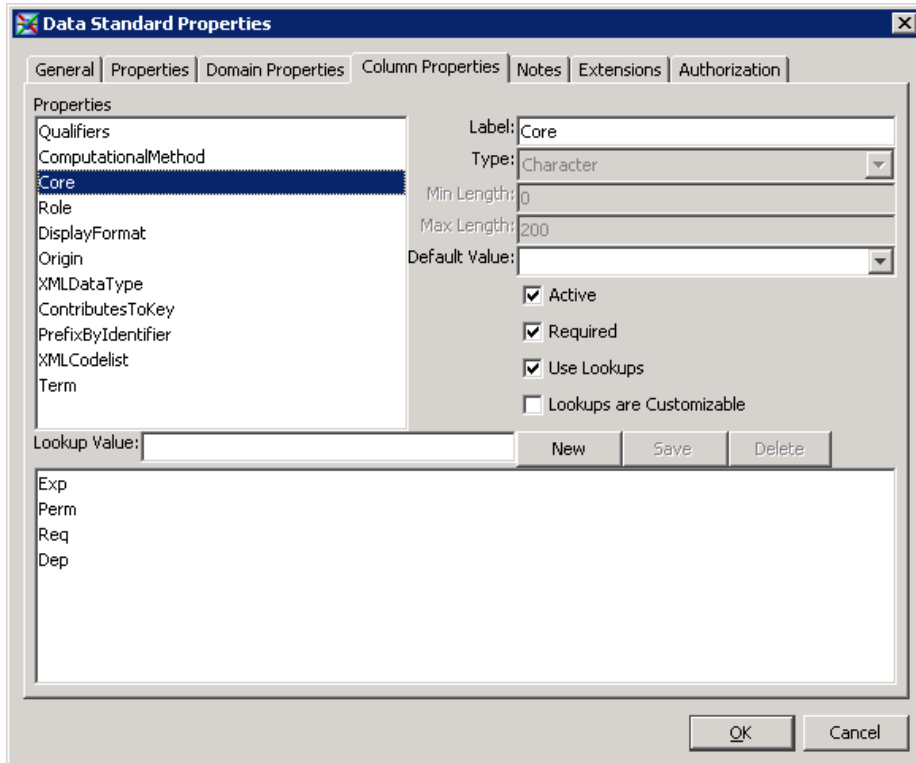 Data Standard Properties
General Properties Domain Properties Column Properties Notes Extensions Authorization
Properties
Qualifiers
ComputationalMethod
Core
Role
DisplayFormat
Origin
XMLDataType
ContributesToKey
PrefixByIdentifier
XMLCodelist
Term
Label: Core
Type: Character
Min Length: 0
Max Length: 200
Default Value:
Active
Required
Use Lookups
Lookups are Customizable
Lookup Value: New Save Delete
Exp
Perm
Req
Dep
OK Cancel